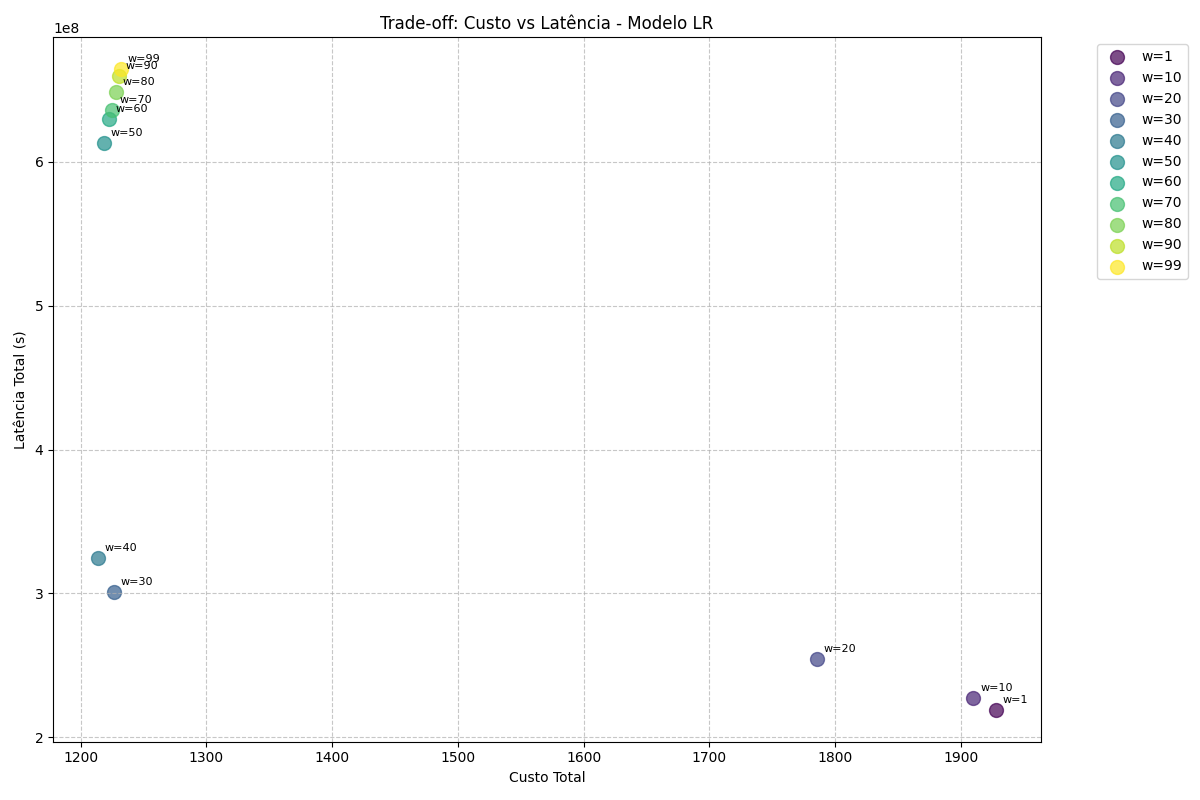 Trade-off: Custo vs Latência - Modelo LR
1e8
w=99
w=90
w=80
w=70
w=60
w=50
w=40
w=30
w=20
w=10
w=1
6
5
4
3
2
Latência Total (s)
1200 1300 1400 1500 1600 1700 1800 1900
Custo Total
w=1
w=10
w=20
w=30
w=40
w=50
w=60
w=70
w=80
w=90
w=99